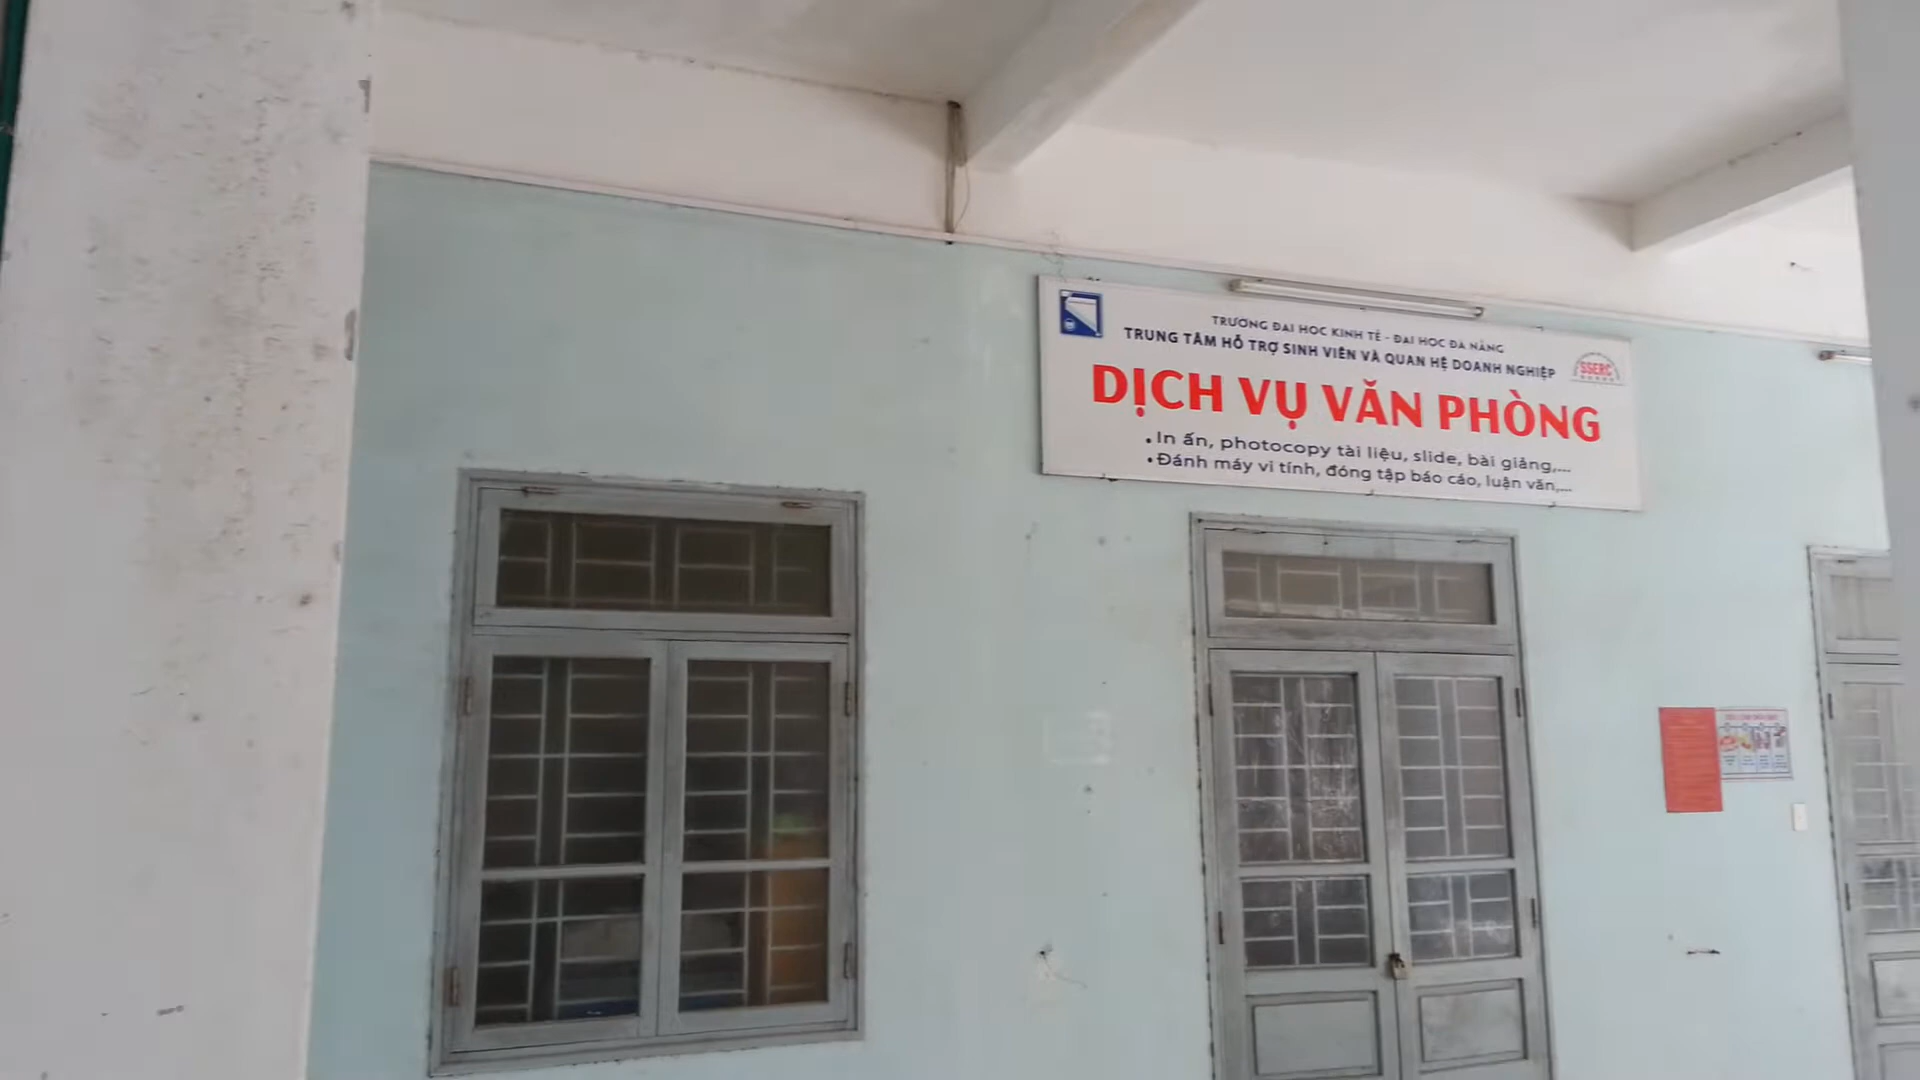 TRƯỜNG ĐẠI HỌC KINH TẾ - ĐẠI HỌC ĐÀ NẴNG
TRUNG TÂM HỖ TRỢ SINH VIÊN VÀ QUAN HỆ DOANH NGHIỆP
SSERC
DỊCH VỤ VĂN PHÒNG
• In ấn, photocopy tài liệu, slide, bài giảng,...
• Đánh máy vi tính, đóng tập báo cáo, luận văn,...